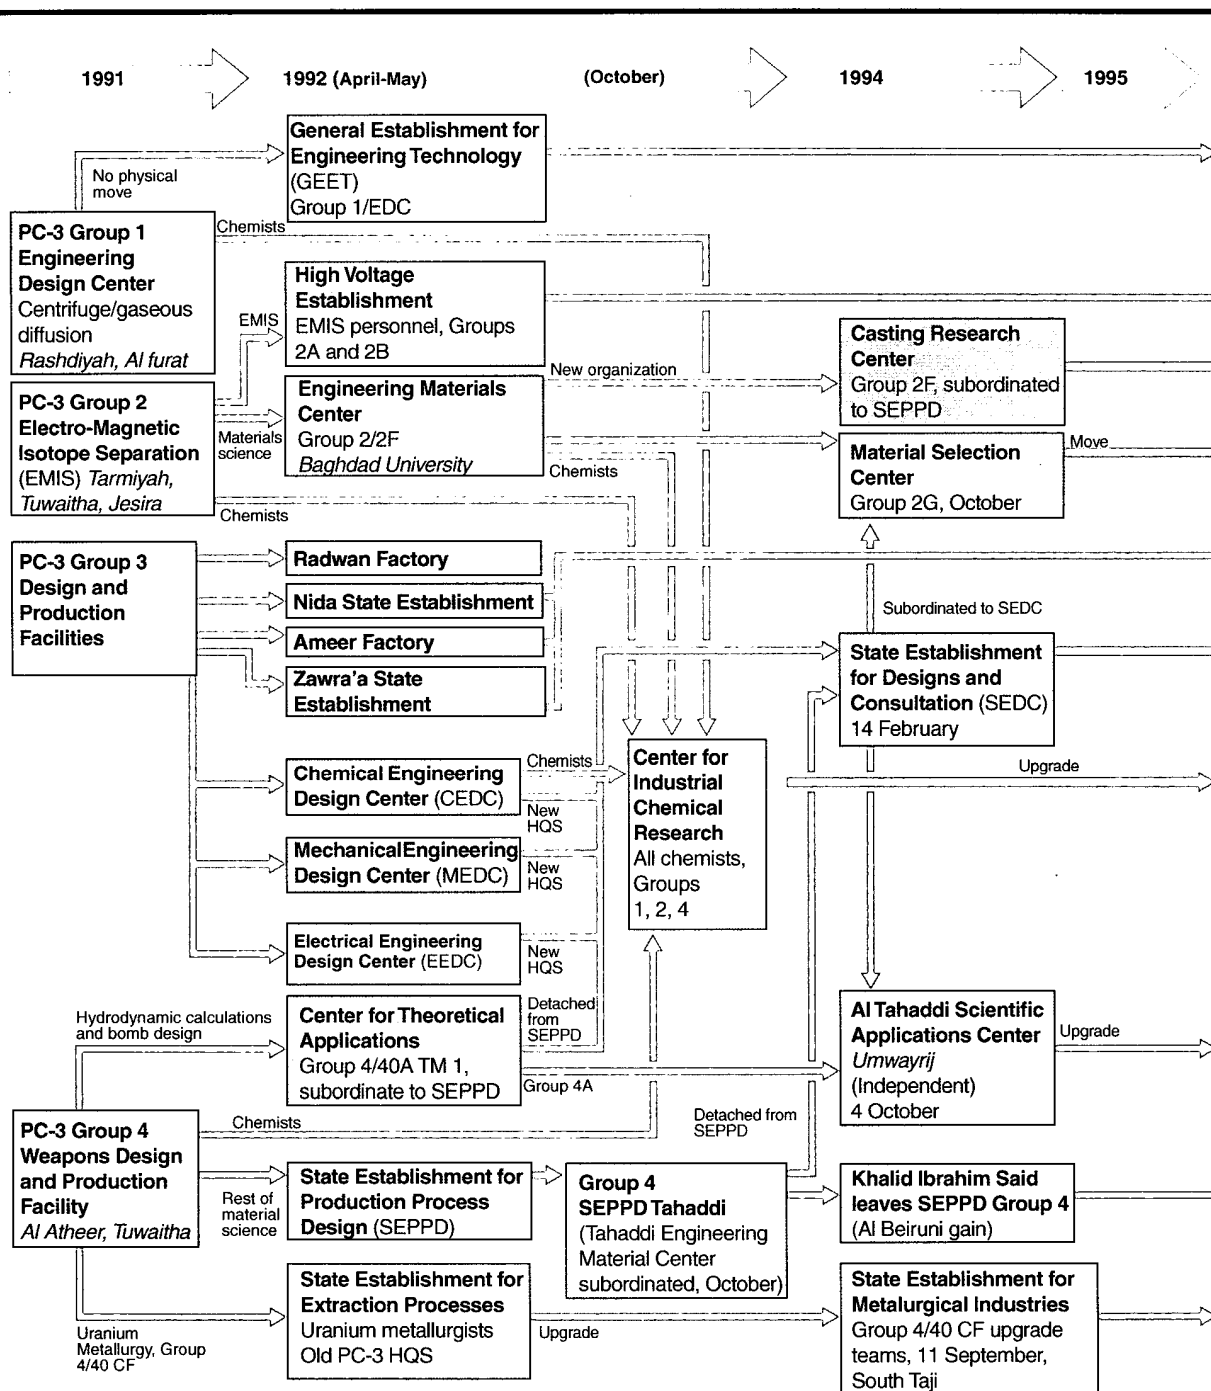 1991
1992 (April-May)
(October)
1994
1995
General Establishment for
Engineering Technology
(GEET)
Group 1/EDC
No physical
move
PC-3 Group 1
Engineering
Design Center
Centrifuge/gaseous
diffusion
Rashdiyah, Al furat
Chemists
High Voltage
Establishment
EMIS personnel, Groups
2A and 2B
EMIS
Casting Research
Center
Group 2F, subordinated
to SEPPD
New organization
Engineering Materials
Center
Group 2/2F
Baghdad University
PC-3 Group 2
Electro-Magnetic
Isotope Separation
(EMIS) Tarmiyah,
Tuwaitha, Jesira
Materials
science
Chemists
Chemists
Material Selection
Center
Group 2G, October
Move
PC-3 Group 3
Design and
Production
Facilities
Radwan Factory
Nida State Establishment
Ameer Factory
Zawra'a State
Establishment
Subordinated to SEDC
State Establishment
for Designs and
Consultation (SEDC)
14 February
Chemical Engineering
Design Center (CEDC)
Chemists
New
HQS
Center for
Industrial
Chemical
Research
All chemists,
Groups
1, 2, 4
Upgrade
MechanicalEngineering
Design Center (MEDC)
New
HQS
Electrical Engineering
Design Center (EEDC)
New
HQS
Hydrodynamic calculations
and bomb design
Center for Theoretical
Applications
Group 4/40A TM 1,
subordinate to SEPPD
Detached
from
SEPPD
Group 4A
Al Tahaddi Scientific
Applications Center
Umwayrij
(Independent)
4 October
Upgrade
PC-3 Group 4
Weapons Design
and Production
Facility
Al Atheer, Tuwaitha
Chemists
Detached from
SEPPD
Rest of
material
science
State Establishment for
Production Process
Design (SEPPD)
Group 4
SEPPD Tahaddi
(Tahaddi Engineering
Material Center
subordinated, October)
Khalid Ibrahim Said
leaves SEPPD Group 4
(Al Beiruni gain)
Uranium
Metallurgy, Group
4/40 CF
State Establishment for
Extraction Processes
Uranium metallurgists
Old PC-3 HQS
Upgrade
State Establishment for
Metalurgical Industries
Group 4/40 CF upgrade
teams, 11 September,
South Taji